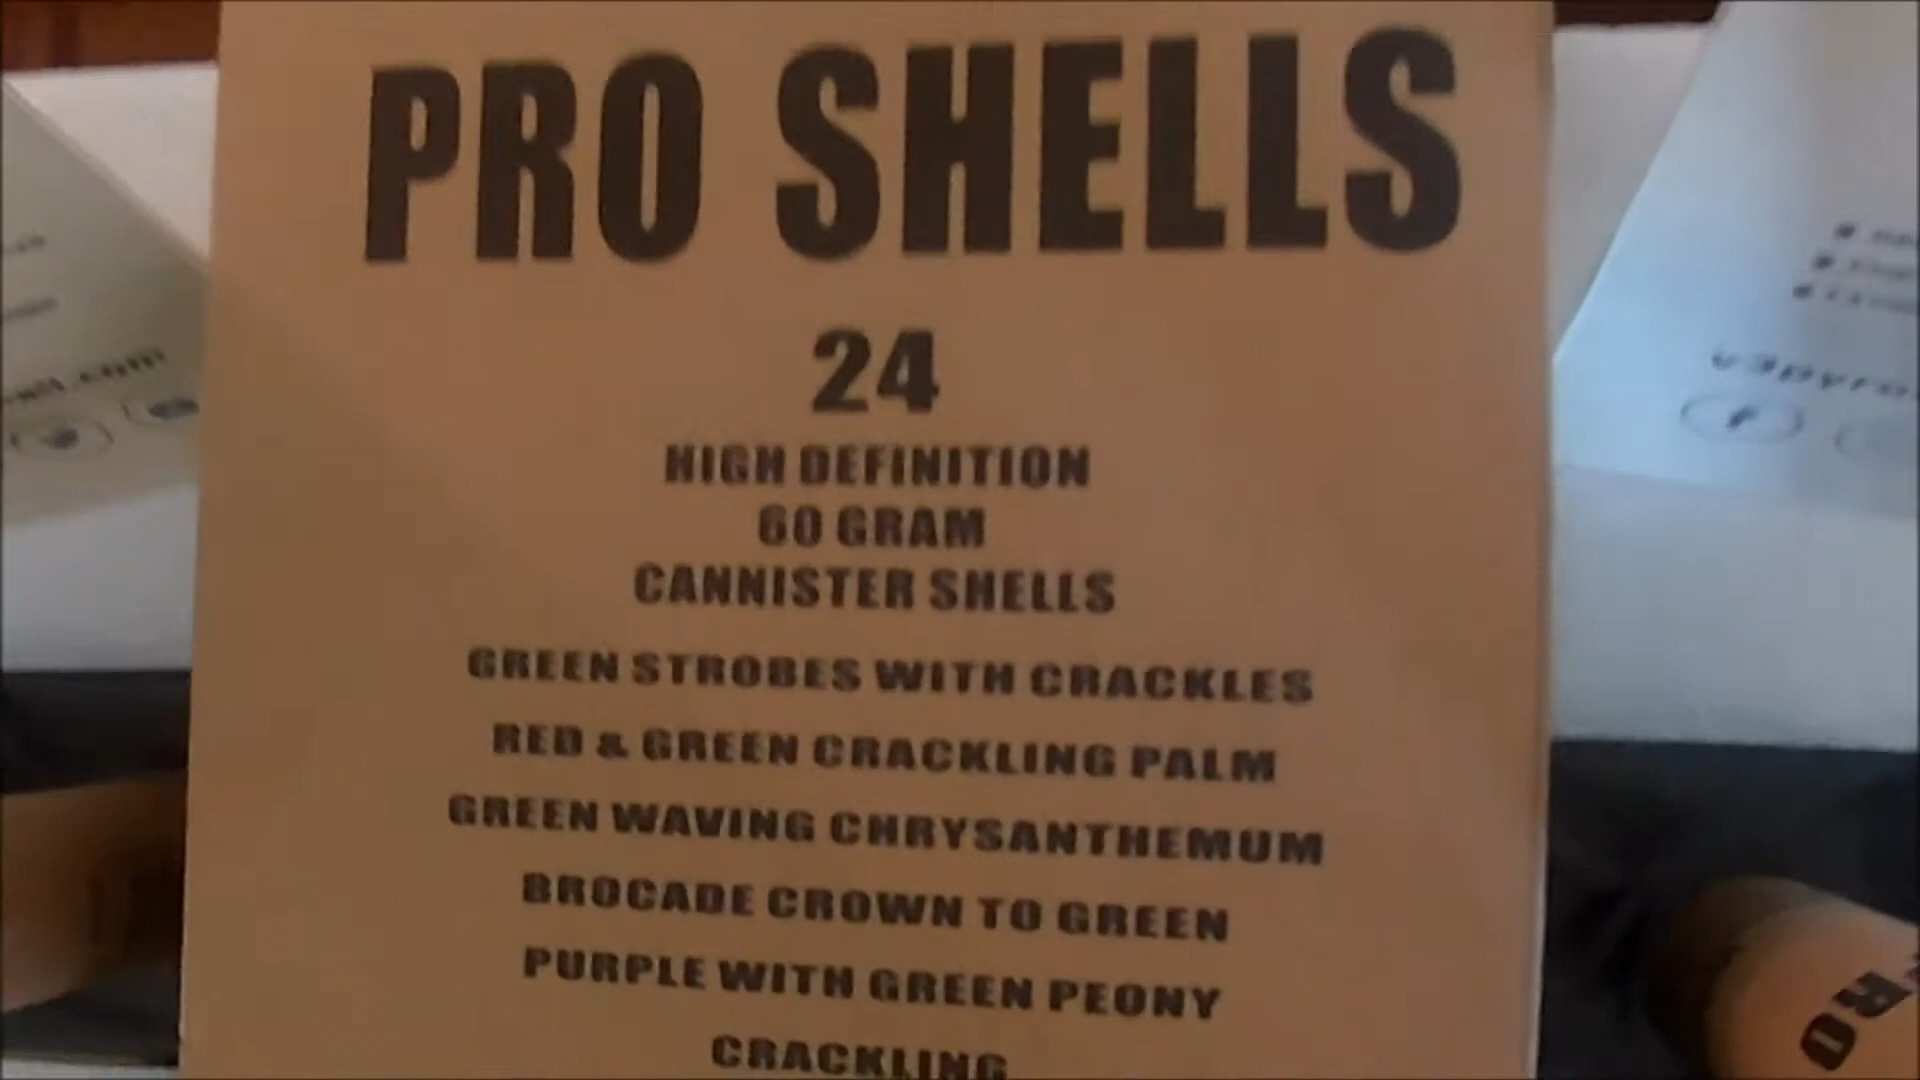 PRO SHELLS
24
HIGH DEFINITION
60 GRAM
CANNISTER SHELLS
GREEN STROBES WITH CRACKLES
RED & GREEN CRACKLING PALM
GREEN WAVING CHRYSANTHEMUM
BROCADE CROWN TO GREEN
PURPLE WITH GREEN PEONY
CRACKLING